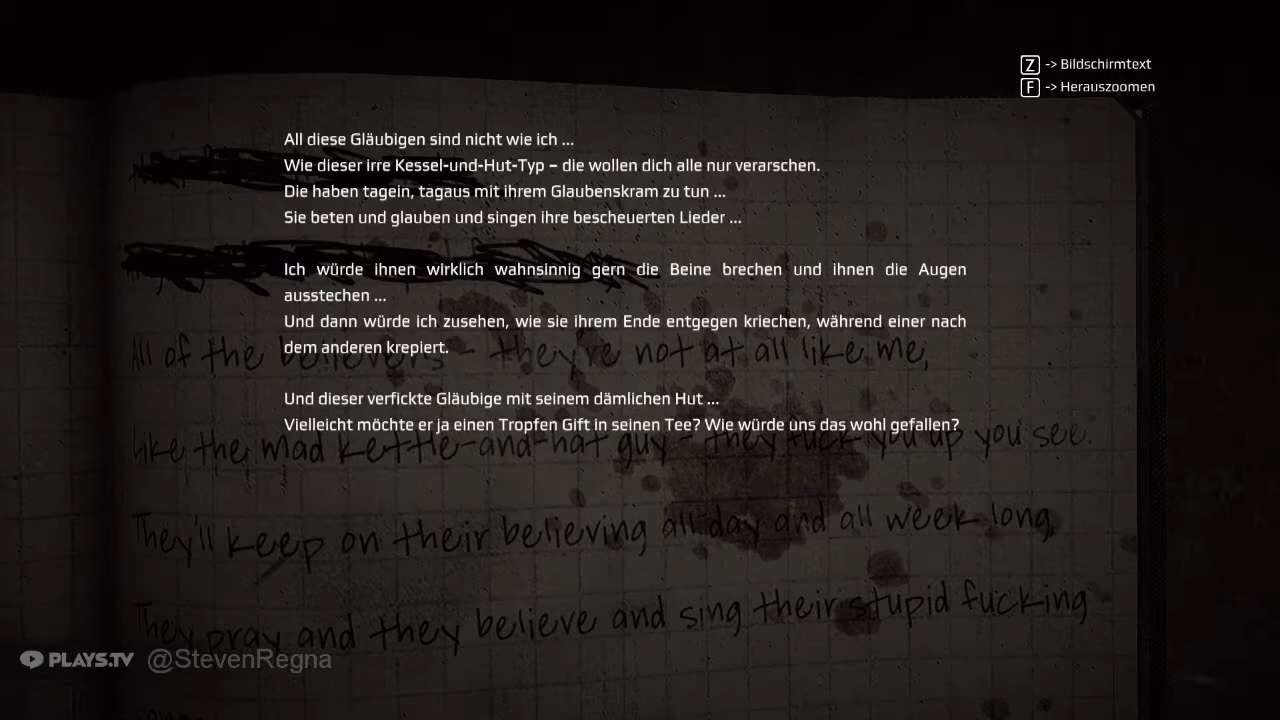 Z -> Bildschirmtext
F -> Herauszoomen
All diese Gläubigen sind nicht wie ich ...
Wie dieser irre Kessel-und-Hut-Typ – die wollen dich alle nur verarschen.
Die haben tagein, tagaus mit ihrem Glaubenskram zu tun ...
Sie beten und glauben und singen ihre bescheuerten Lieder ...
Ich würde ihnen wirklich wahnsinnig gern die Beine brechen und ihnen die Augen
ausstechen ...
Und dann würde ich zusehen, wie sie ihrem Ende entgegen kriechen, während einer nach
dem anderen krepiert.
Und dieser verfickte Gläubige mit seinem dämlichen Hut ...
Vielleicht möchte er ja einen Tropfen Gift in seinen Tee? Wie würde uns das wohl gefallen?
All of the believers - they're not at all like me,
like the mad kettle-and-hat guy - they fuck you up you see.
They'll keep on their believing all day and all week long,
They pray and they believe and sing their stupid fucking
PLAYS.TV @StevenRegna